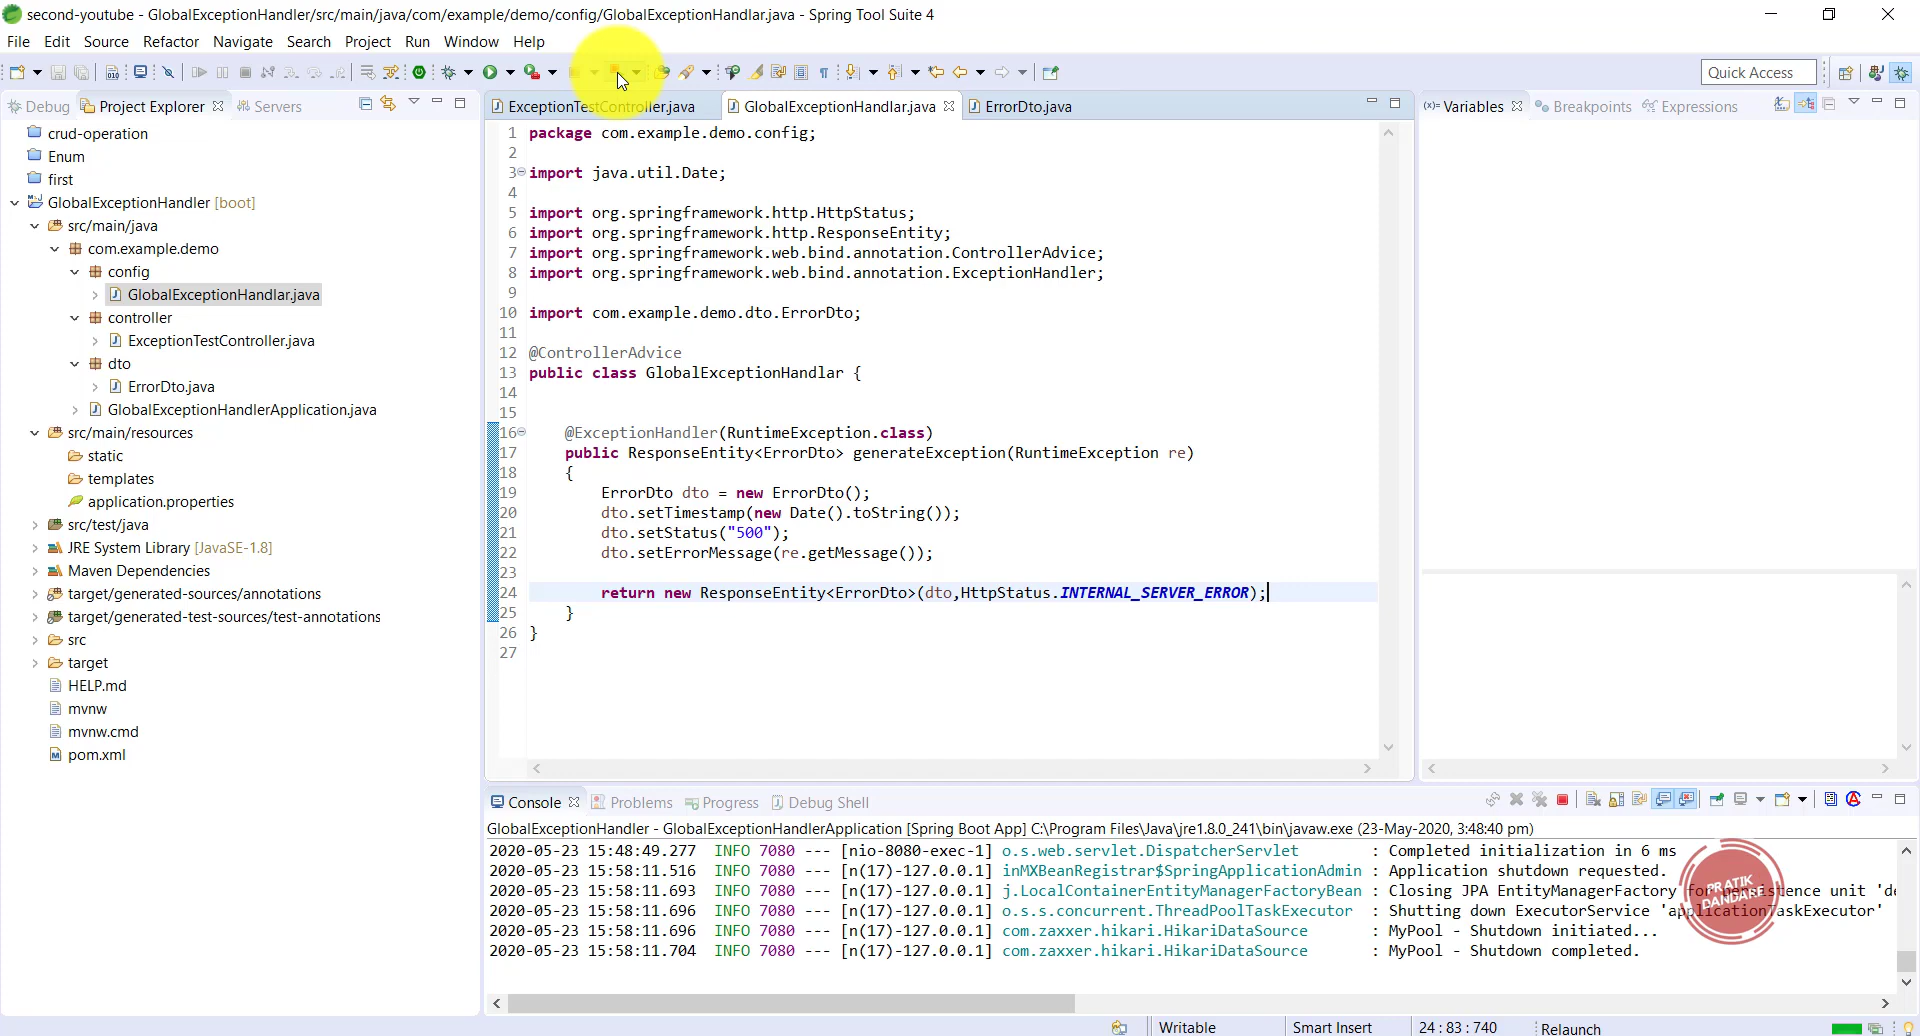 second-youtube - GlobalExceptionHandler/src/main/java/com/example/demo/config/GlobalExceptionHandlar.java - Spring Tool Suite 4
File Edit Source Refactor Navigate Search Project Run Window Help
Quick Access
Debug
Project Explorer
Servers
crud-operation
Enum
first
GlobalExceptionHandler [boot]
src/main/java
com.example.demo
config
GlobalExceptionHandlar.java
controller
ExceptionTestController.java
dto
ErrorDto.java
GlobalExceptionHandlerApplication.java
src/main/resources
static
templates
application.properties
src/test/java
JRE System Library [JavaSE-1.8]
Maven Dependencies
target/generated-sources/annotations
target/generated-test-sources/test-annotations
src
target
HELP.md
mvnw
mvnw.cmd
pom.xml
ExceptionTestController.java
GlobalExceptionHandlar.java
ErrorDto.java
1 package com.example.demo.config;
2
3 import java.util.Date;
4
5 import org.springframework.http.HttpStatus;
6 import org.springframework.http.ResponseEntity;
7 import org.springframework.web.bind.annotation.ControllerAdvice;
8 import org.springframework.web.bind.annotation.ExceptionHandler;
9
10 import com.example.demo.dto.ErrorDto;
11
12 @ControllerAdvice
13 public class GlobalExceptionHandlar {
14
15
16 @ExceptionHandler(RuntimeException.class)
17 public ResponseEntity<ErrorDto> generateException(RuntimeException re)
18 {
19 ErrorDto dto = new ErrorDto();
20 dto.setTimestamp(new Date().toString());
21 dto.setStatus("500");
22 dto.setErrorMessage(re.getMessage());
23
24 return new ResponseEntity<ErrorDto>(dto,HttpStatus.INTERNAL_SERVER_ERROR);
25 }
26 }
27
(x)= Variables
Breakpoints
Expressions
Console
Problems
Progress
Debug Shell
GlobalExceptionHandler - GlobalExceptionHandlerApplication [Spring Boot App] C:\Program Files\Java\jre1.8.0_241\bin\javaw.exe (23-May-2020, 3:48:40 pm)
2020-05-23 15:48:49.277 INFO 7080 --- [nio-8080-exec-1] o.s.web.servlet.DispatcherServlet : Completed initialization in 6 ms
2020-05-23 15:58:11.516 INFO 7080 --- [n(17)-127.0.0.1] inMXBeanRegistrar$SpringApplicationAdmin : Application shutdown requested.
2020-05-23 15:58:11.693 INFO 7080 --- [n(17)-127.0.0.1] j.LocalContainerEntityManagerFactoryBean : Closing JPA EntityManagerFactory for persistence unit 'de
2020-05-23 15:58:11.696 INFO 7080 --- [n(17)-127.0.0.1] o.s.s.concurrent.ThreadPoolTaskExecutor : Shutting down ExecutorService 'applicationTaskExecutor'
2020-05-23 15:58:11.696 INFO 7080 --- [n(17)-127.0.0.1] com.zaxxer.hikari.HikariDataSource : MyPool - Shutdown initiated...
2020-05-23 15:58:11.704 INFO 7080 --- [n(17)-127.0.0.1] com.zaxxer.hikari.HikariDataSource : MyPool - Shutdown completed.
PRATIK
DANDARE
Writable
Smart Insert
24 : 83 : 740
Relaunch